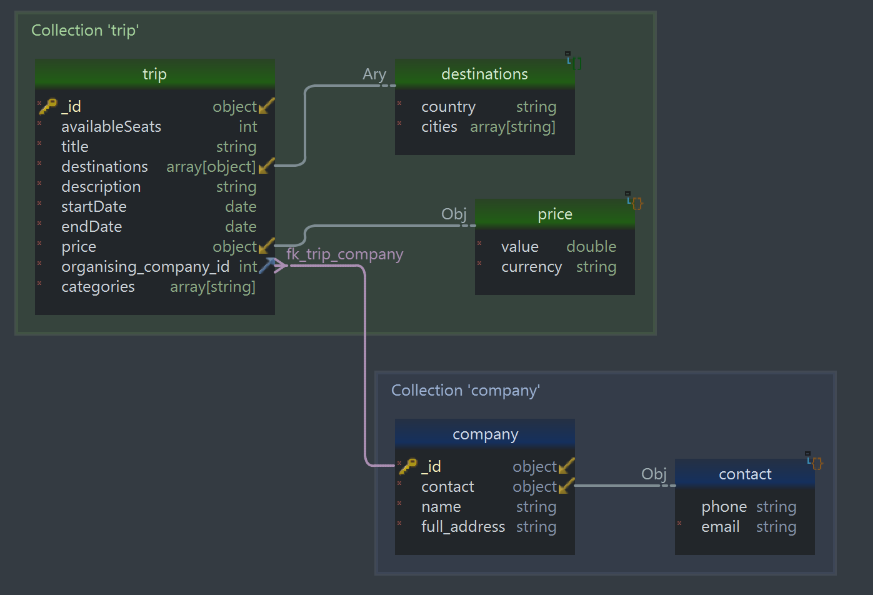 Collection 'trip'
trip
_id object
availableSeats int
title string
destinations array[object]
description string
startDate date
endDate date
price object
organising_company_id int
categories array[string]
Ary
destinations
country string
cities array[string]
Obj
price
value double
currency string
fk_trip_company
Collection 'company'
company
_id object
contact object
name string
full_address string
Obj
contact
phone string
email string